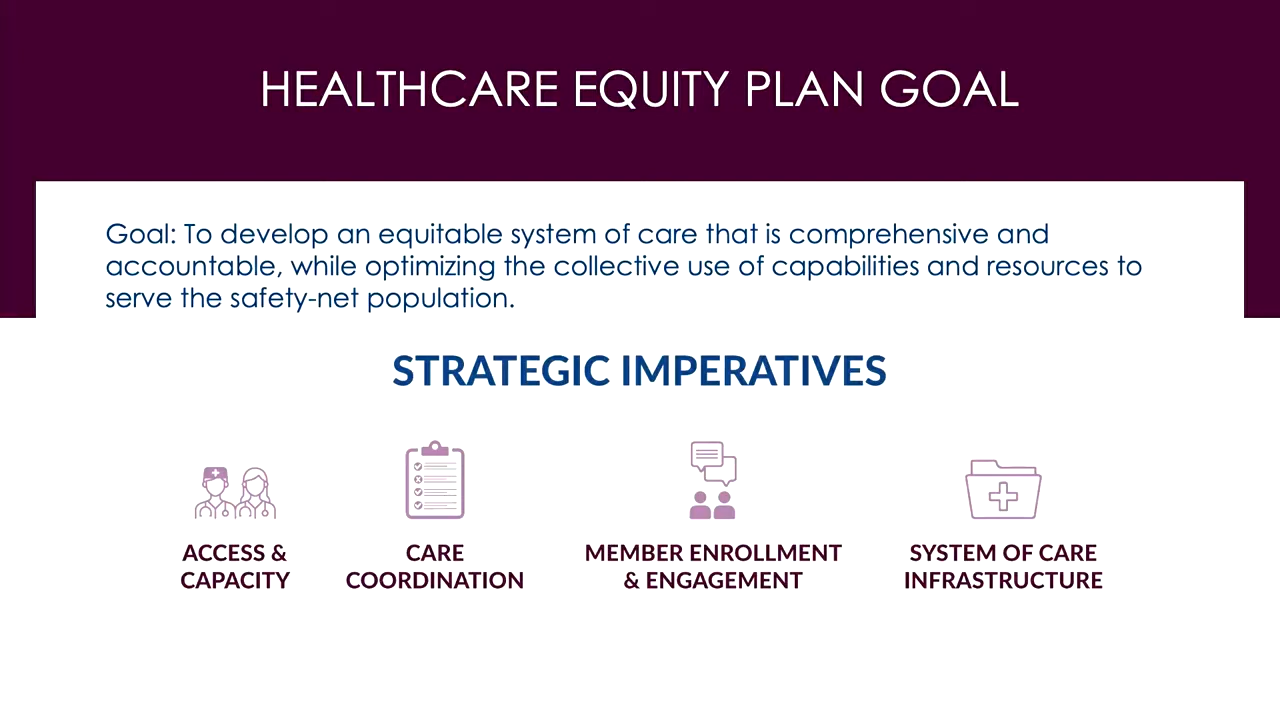 HEALTHCARE EQUITY PLAN GOAL
Goal: To develop an equitable system of care that is comprehensive and
accountable, while optimizing the collective use of capabilities and resources to
serve the safety-net population.
STRATEGIC IMPERATIVES
ACCESS &
CAPACITY
CARE
COORDINATION
MEMBER ENROLLMENT
& ENGAGEMENT
SYSTEM OF CARE
INFRASTRUCTURE